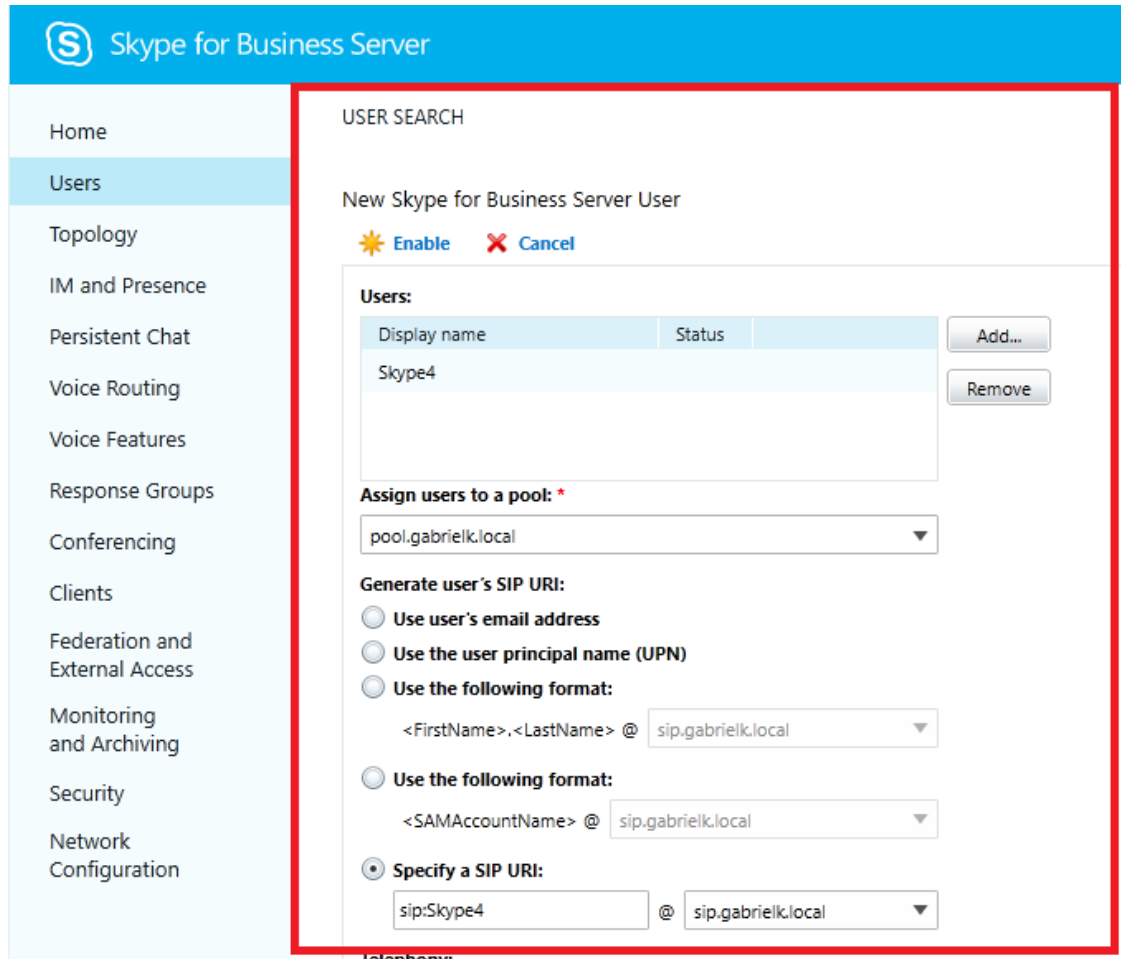 Skype for Business Server
Home
Users
Topology
IM and Presence
Persistent Chat
Voice Routing
Voice Features
Response Groups
Conferencing
Clients
Federation and
External Access
Monitoring
and Archiving
Security
Network
Configuration
USER SEARCH
New Skype for Business Server User
Enable Cancel
Users:
Display name Status
Skype4
Add...
Remove
Assign users to a pool: *
pool.gabrielk.local
Generate user´s SIP URI:
Use user's email address
Use the user principal name (UPN)
Use the following format:
<FirstName>.<LastName> @ sip.gabrielk.local
Use the following format:
<SAMAccountName> @ sip.gabrielk.local
Specify a SIP URI:
sip:Skype4 @ sip.gabrielk.local
Telephony: